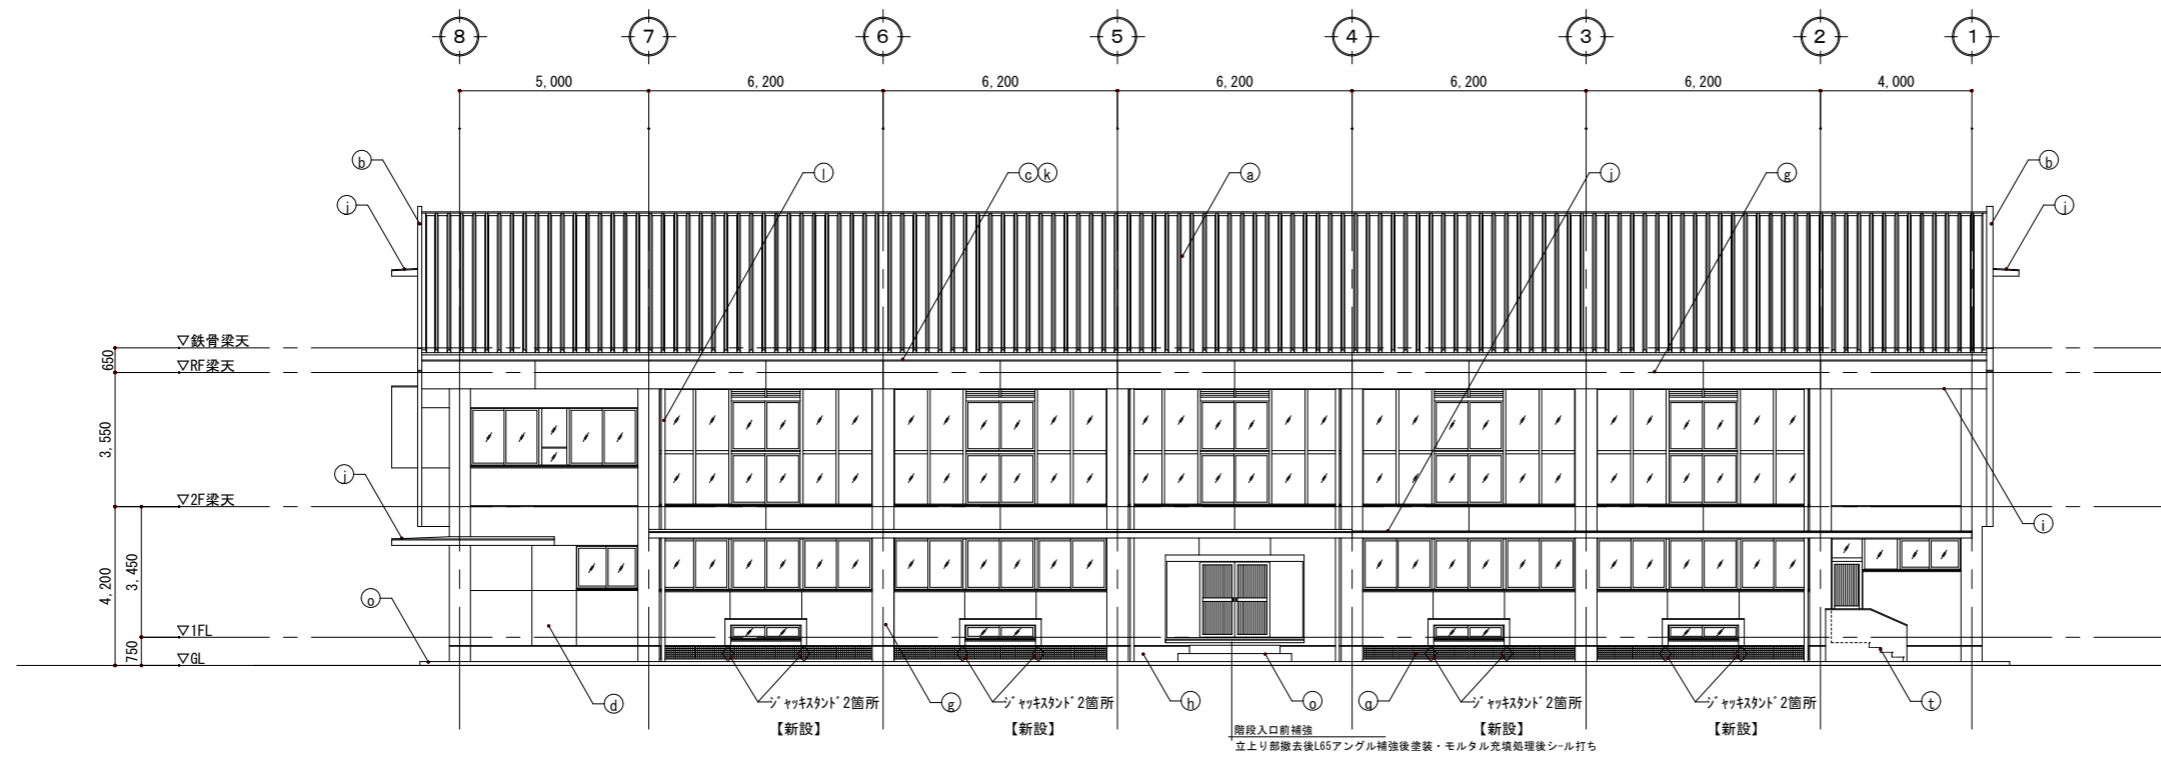 8 7 6 5 4 3 2 1
5,000 6,200 6,200 6,200 6,200 6,200 4,000
b l c k a j g b
j j
▽鉄骨梁天
650
▽RF梁天
3,550
j
▽2F梁天
i
4,200
3,450
o
▽1FL
750
▽GL
d g h o q t
ジャッキスタンド2箇所 ジャッキスタンド2箇所 ジャッキスタンド2箇所 ジャッキスタンド2箇所
【新設】 【新設】 【新設】 【新設】
階段入口前補強
立上り部撤去後L65アングル補強後塗装・モルタル充填処理後シール打ち